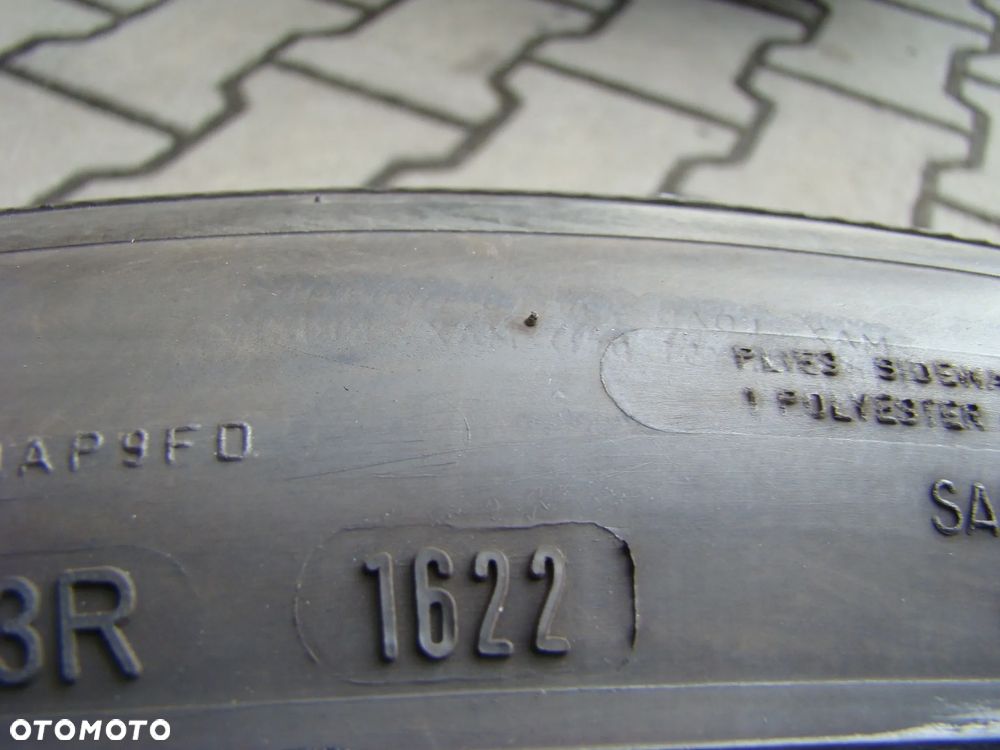 PLIES SIDEWA
1 POLYESTER
AP9FD
SA
3R
1622
OTOMOTO